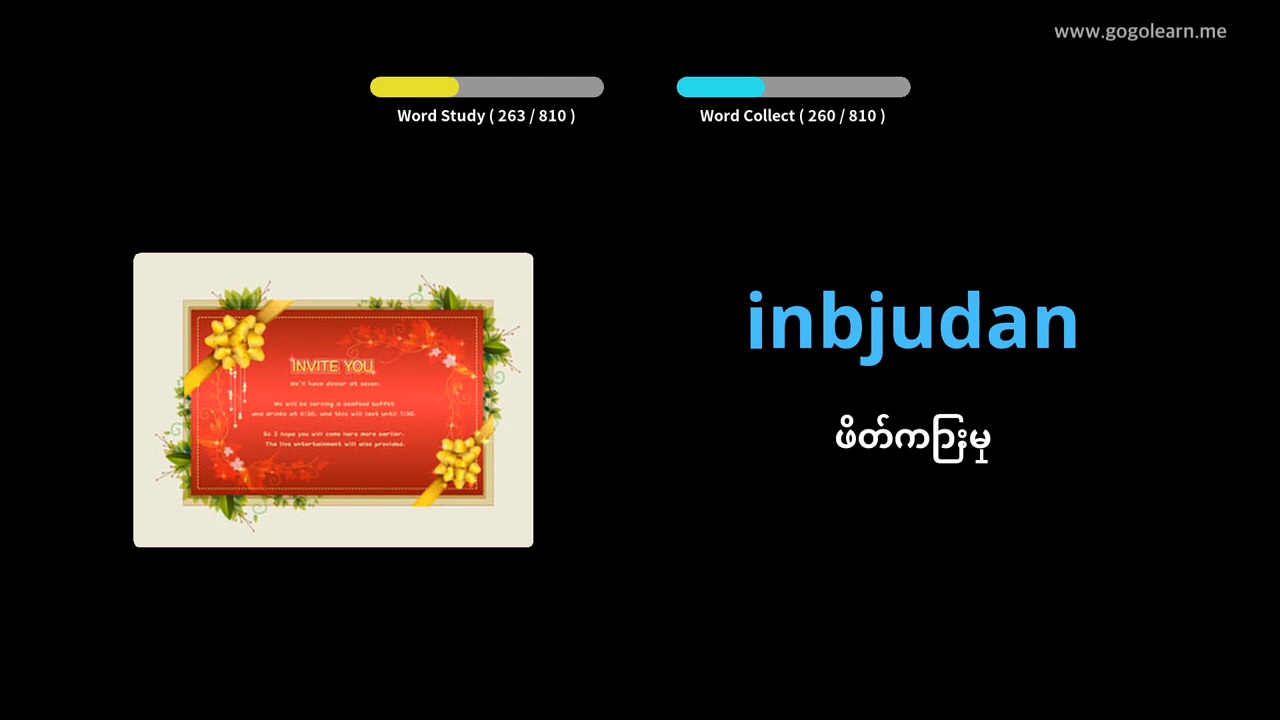 www.gogolearn.me
Word Study ( 263 / 810 )
Word Collect ( 260 / 810 )
INVITE YOU
We'll have dinner at seven.
We will be serving a seafood buffet
and drinks at 6:30, and this will last until 7:30.
So I hope you will come here more earlier.
The live entertainment will also provided.
inbjudan
ဖိတ်ကြားမှု